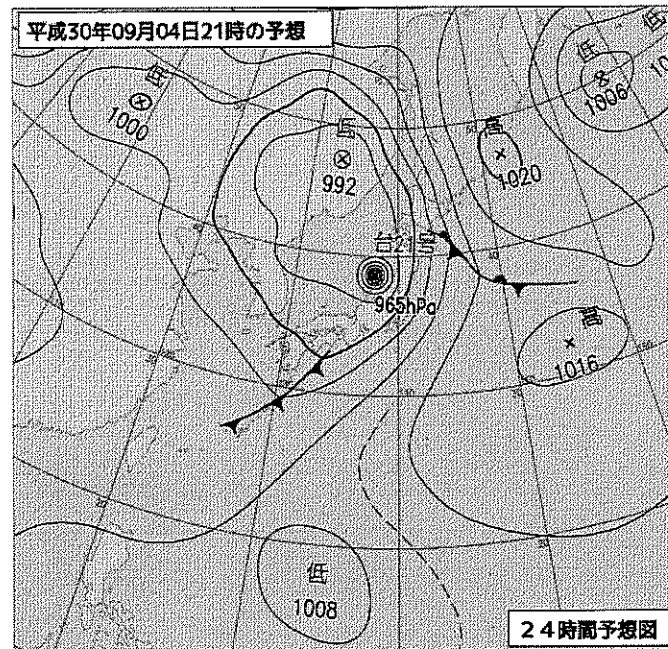 平成30年09月04日21時の予想
低
1000
低
992
高
1020
低
1006
台21号
965hPa
高
1016
低
1008
24時間予想図